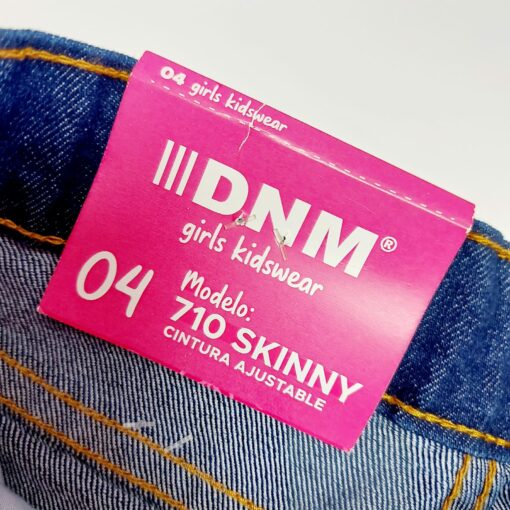 04 girls kidswear
DNM®
girls kidswear
04
Modelo:
710 SKINNY
CINTURA AJUSTABLE